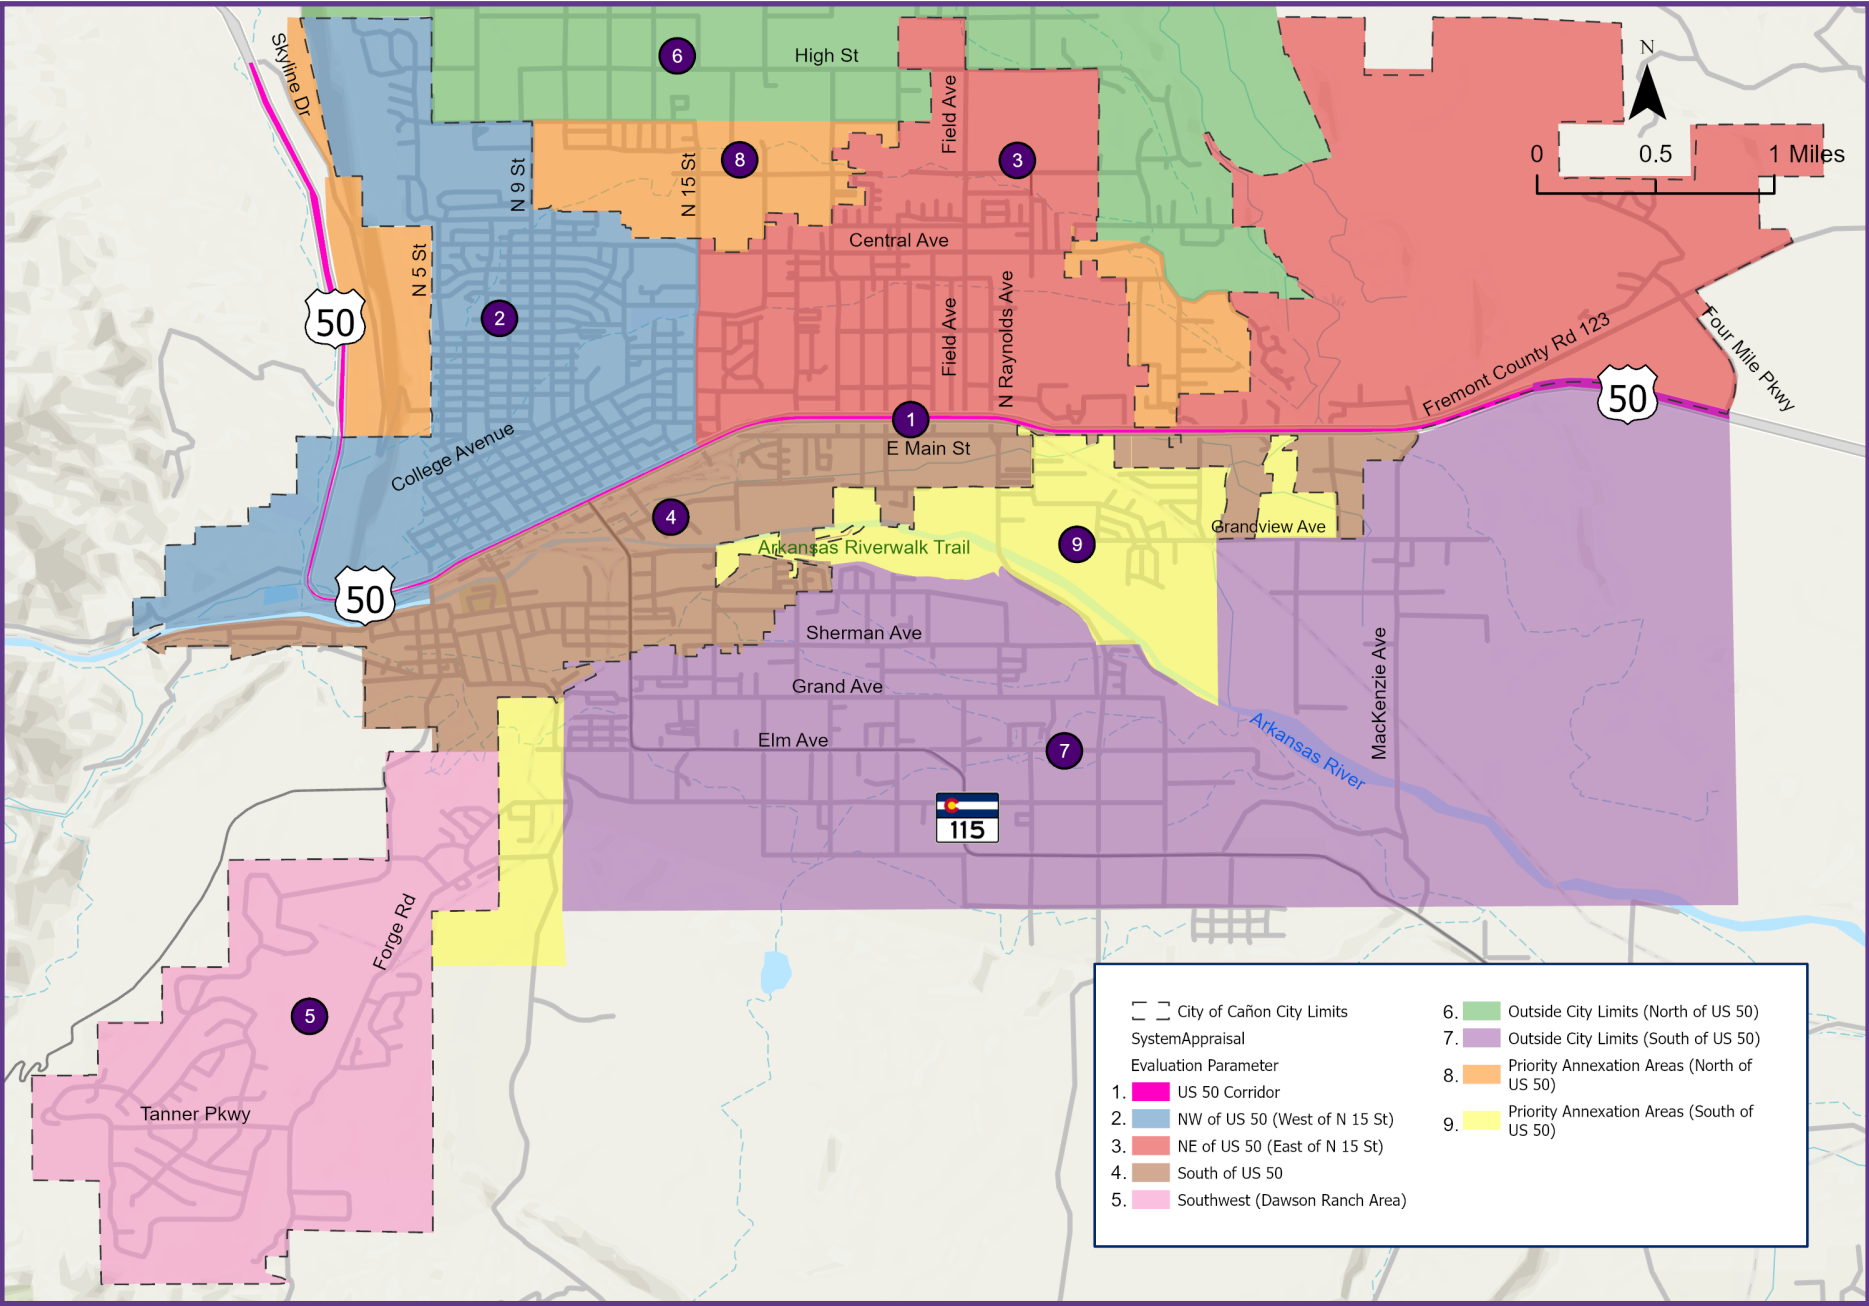 Skyline Dr
6
High St
Field Ave
N
0
0.5
1 Miles
N 9 St
N 15 St
8
3
Central Ave
N 5 St
50
2
Field Ave
N Raynolds Ave
Fremont County Rd 123
Four Mile Pkwy
50
1
E Main St
College Avenue
4
Grandview Ave
Arkansas Riverwalk Trail
9
50
Sherman Ave
MacKenzie Ave
Grand Ave
Elm Ave
7
Arkansas River
115
Forge Rd
5
Tanner Pkwy
City of Cañon City Limits
SystemAppraisal
Evaluation Parameter
1. US 50 Corridor
2. NW of US 50 (West of N 15 St)
3. NE of US 50 (East of N 15 St)
4. South of US 50
5. Southwest (Dawson Ranch Area)
6. Outside City Limits (North of US 50)
7. Outside City Limits (South of US 50)
8. Priority Annexation Areas (North of
US 50)
9. Priority Annexation Areas (South of
US 50)